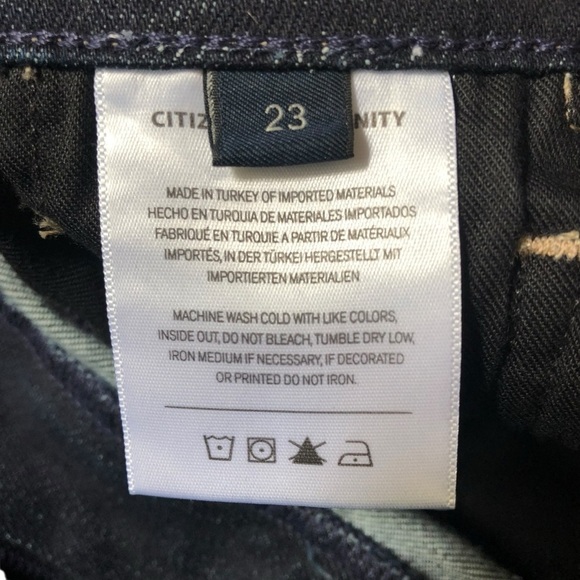 23
CITIZ NITY
MADE IN TURKEY OF IMPORTED MATERIALS
HECHO EN TURQUIA DE MATERIALES IMPORTADOS
FABRIQUÉ EN TURQUIE A PARTIR DE MATÉRIAUX
IMPORTÉS, IN DER TÜRKEI HERGESTELLT MIT
IMPORTIERTEN MATERIALIEN
MACHINE WASH COLD WITH LIKE COLORS,
INSIDE OUT, DO NOT BLEACH, TUMBLE DRY LOW,
IRON MEDIUM IF NECESSARY, IF DECORATED
OR PRINTED DO NOT IRON.